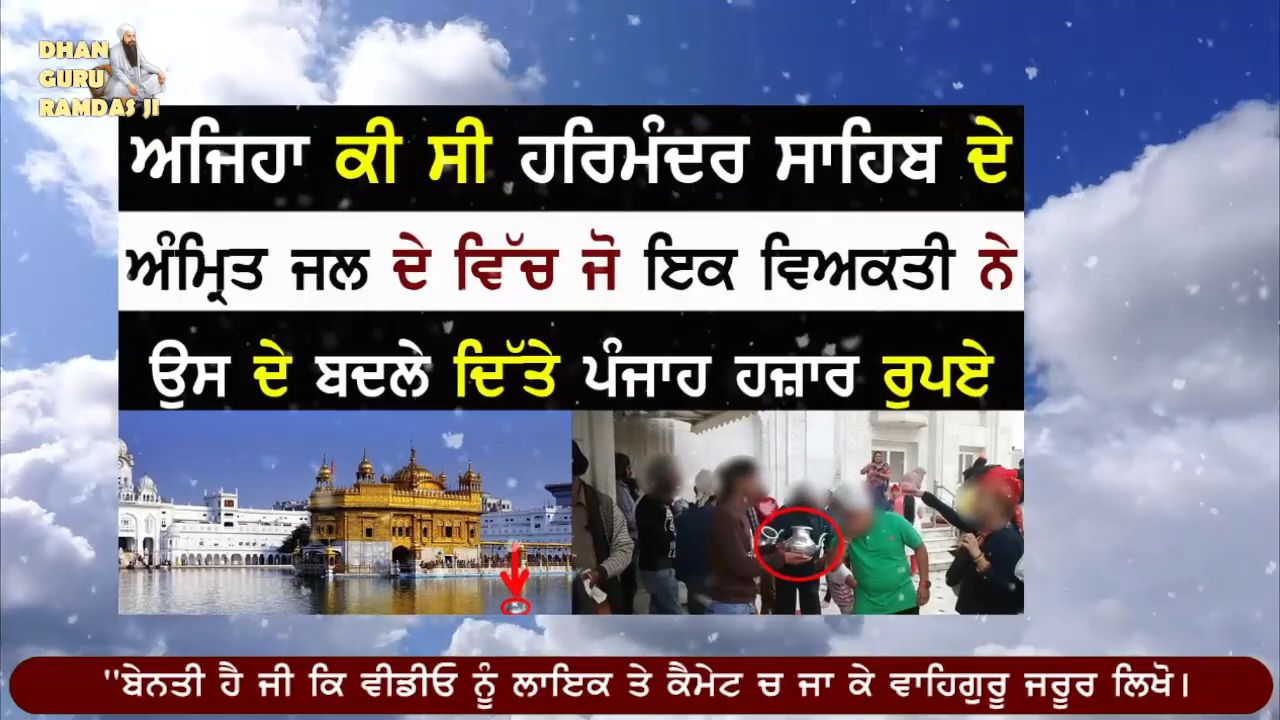 DHAN
GURU
RAMDAS JI
ਅਜਿਹਾ ਕੀ ਸੀ ਹਰਿਮੰਦਰ ਸਾਹਿਬ ਦੇ
ਅੰਮ੍ਰਿਤ ਜਲ ਦੇ ਵਿੱਚ ਜੋ ਇਕ ਵਿਅਕਤੀ ਨੇ
ਉਸ ਦੇ ਬਦਲੇ ਦਿੱਤੇ ਪੰਜਾਹ ਹਜ਼ਾਰ ਰੁਪਏ
"ਬੇਨਤੀ ਹੈ ਜੀ ਕਿ ਵੀਡੀਓ ਨੂੰ ਲਾਇਕ ਤੇ ਕੈਮੇਟ ਚ ਜਾ ਕੇ ਵਾਹਿਗੁਰੂ ਜਰੂਰ ਲਿਖੋ।